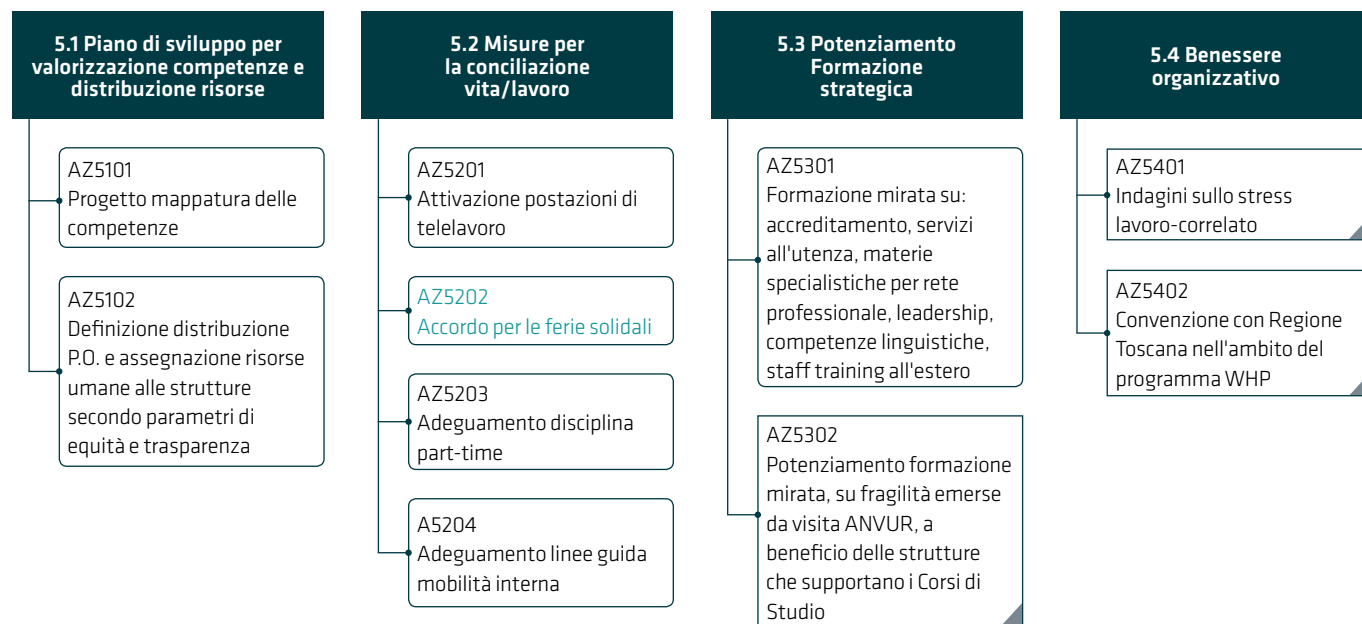 5.1 Piano di sviluppo per
valorizzazione competenze e
distribuzione risorse
AZ5101
Progetto mappatura delle
competenze
AZ5102
Definizione distribuzione
P.O. e assegnazione risorse
umane alle strutture
secondo parametri di
equità e trasparenza
5.2 Misure per
la conciliazione
vita/lavoro
AZ5201
Attivazione postazioni di
telelavoro
AZ5202
Accordo per le ferie solidali
AZ5203
Adeguamento disciplina
part-time
A5204
Adeguamento linee guida
mobilità interna
5.3 Potenziamento
Formazione
strategica
AZ5301
Formazione mirata su:
accreditamento, servizi
all'utenza, materie
specialistiche per rete
professionale, leadership,
competenze linguistiche,
staff training all'estero
AZ5302
Potenziamento formazione
mirata, su fragilità emerse
da visita ANVUR, a
beneficio delle strutture
che supportano i Corsi di
Studio
5.4 Benessere
organizzativo
AZ5401
Indagini sullo stress
lavoro-correlato
AZ5402
Convenzione con Regione
Toscana nell'ambito del
programma WHP